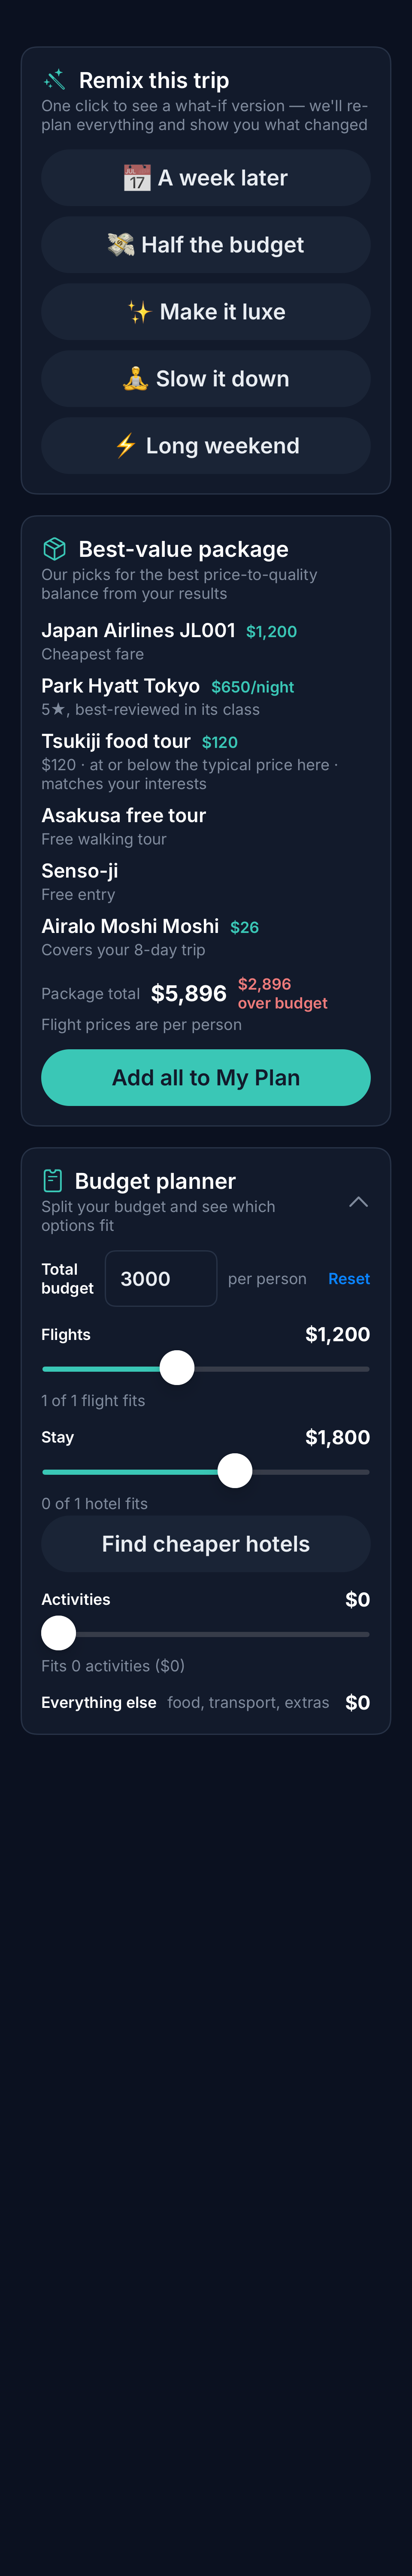 Remix this trip
One click to see a what-if version — we'll re-
plan everything and show you what changed
📅 A week later
💸 Half the budget
✨ Make it luxe
🧘 Slow it down
⚡ Long weekend
Best-value package
Our picks for the best price-to-quality
balance from your results
Japan Airlines JL001 $1,200
Cheapest fare
Park Hyatt Tokyo $650/night
5★, best-reviewed in its class
Tsukiji food tour $120
$120 · at or below the typical price here ·
matches your interests
Asakusa free tour
Free walking tour
Senso-ji
Free entry
Airalo Moshi Moshi $26
Covers your 8-day trip
Package total $5,896 $2,896
over budget
Flight prices are per person
Add all to My Plan
Budget planner
Split your budget and see which
options fit
Total
budget 3000 per person Reset
Flights $1,200
1 of 1 flight fits
Stay $1,800
0 of 1 hotel fits
Find cheaper hotels
Activities $0
Fits 0 activities ($0)
Everything else food, transport, extras $0